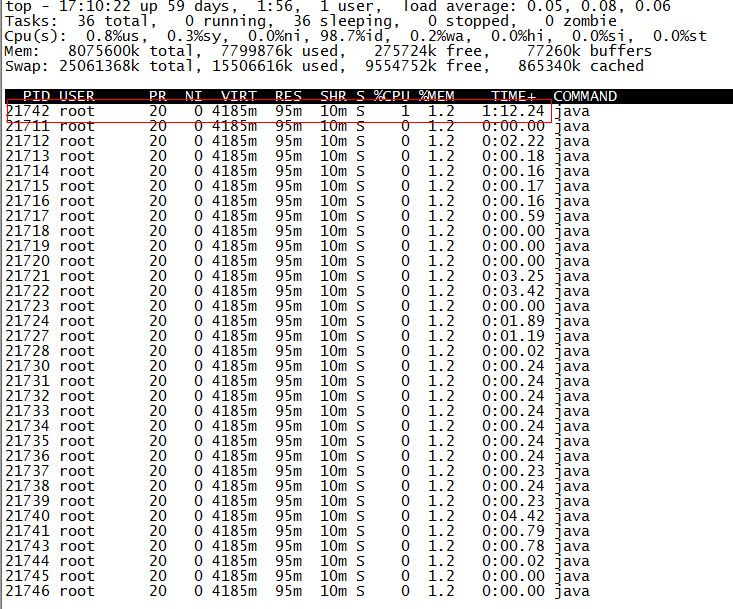 top - 17:10:22 up 59 days,  1:56,  1 user,  load average: 0.05, 0.08, 0.06
Tasks:  36 total,   0 running,  36 sleeping,   0 stopped,   0 zombie
Cpu(s):  0.8%us,  0.3%sy,  0.0%ni, 98.7%id,  0.2%wa,  0.0%hi,  0.0%si,  0.0%st
Mem:   8075600k total,  7799876k used,   275724k free,    77260k buffers
Swap: 25061368k total, 15506616k used,  9554752k free,   865340k cached
  PID USER      PR  NI  VIRT  RES  SHR S %CPU %MEM    TIME+  COMMAND
21742 root      20   0 4185m  95m  10m S    1  1.2   1:12.24 java
21711 root      20   0 4185m  95m  10m S    0  1.2   0:00.00 java
21712 root      20   0 4185m  95m  10m S    0  1.2   0:02.22 java
21713 root      20   0 4185m  95m  10m S    0  1.2   0:00.18 java
21714 root      20   0 4185m  95m  10m S    0  1.2   0:00.16 java
21715 root      20   0 4185m  95m  10m S    0  1.2   0:00.17 java
21716 root      20   0 4185m  95m  10m S    0  1.2   0:00.16 java
21717 root      20   0 4185m  95m  10m S    0  1.2   0:00.59 java
21718 root      20   0 4185m  95m  10m S    0  1.2   0:00.00 java
21719 root      20   0 4185m  95m  10m S    0  1.2   0:00.00 java
21720 root      20   0 4185m  95m  10m S    0  1.2   0:00.00 java
21721 root      20   0 4185m  95m  10m S    0  1.2   0:03.25 java
21722 root      20   0 4185m  95m  10m S    0  1.2   0:03.42 java
21723 root      20   0 4185m  95m  10m S    0  1.2   0:00.00 java
21724 root      20   0 4185m  95m  10m S    0  1.2   0:01.89 java
21727 root      20   0 4185m  95m  10m S    0  1.2   0:01.19 java
21728 root      20   0 4185m  95m  10m S    0  1.2   0:00.02 java
21730 root      20   0 4185m  95m  10m S    0  1.2   0:00.24 java
21731 root      20   0 4185m  95m  10m S    0  1.2   0:00.24 java
21732 root      20   0 4185m  95m  10m S    0  1.2   0:00.24 java
21733 root      20   0 4185m  95m  10m S    0  1.2   0:00.24 java
21734 root      20   0 4185m  95m  10m S    0  1.2   0:00.24 java
21735 root      20   0 4185m  95m  10m S    0  1.2   0:00.24 java
21736 root      20   0 4185m  95m  10m S    0  1.2   0:00.24 java
21737 root      20   0 4185m  95m  10m S    0  1.2   0:00.23 java
21738 root      20   0 4185m  95m  10m S    0  1.2   0:00.24 java
21739 root      20   0 4185m  95m  10m S    0  1.2   0:00.23 java
21740 root      20   0 4185m  95m  10m S    0  1.2   0:04.42 java
21741 root      20   0 4185m  95m  10m S    0  1.2   0:00.79 java
21743 root      20   0 4185m  95m  10m S    0  1.2   0:00.78 java
21744 root      20   0 4185m  95m  10m S    0  1.2   0:00.02 java
21745 root      20   0 4185m  95m  10m S    0  1.2   0:00.00 java
21746 root      20   0 4185m  95m  10m S    0  1.2   0:00.00 java